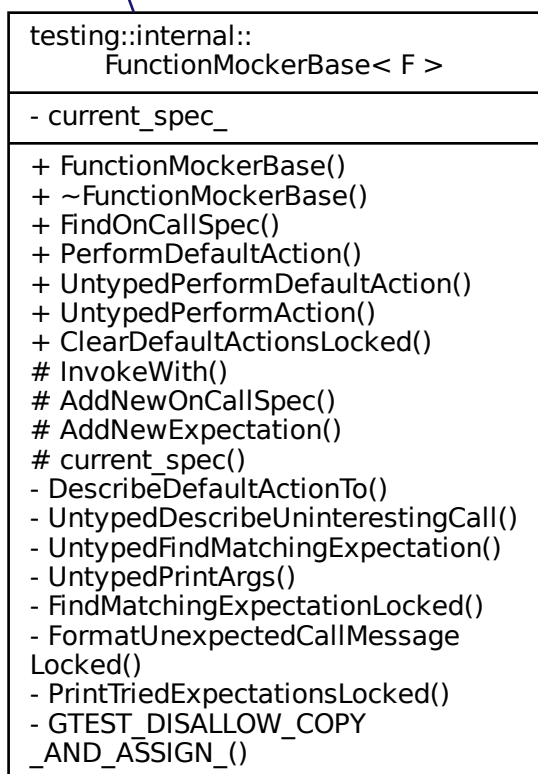 testing::internal::
FunctionMockerBase< F >
- current_spec_
+ FunctionMockerBase()
+ ~FunctionMockerBase()
+ FindOnCallSpec()
+ PerformDefaultAction()
+ UntypedPerformDefaultAction()
+ UntypedPerformAction()
+ ClearDefaultActionsLocked()
# InvokeWith()
# AddNewOnCallSpec()
# AddNewExpectation()
# current_spec()
- DescribeDefaultActionTo()
- UntypedDescribeUninterestingCall()
- UntypedFindMatchingExpectation()
- UntypedPrintArgs()
- FindMatchingExpectationLocked()
- FormatUnexpectedCallMessage
Locked()
- PrintTriedExpectationsLocked()
- GTEST_DISALLOW_COPY
_AND_ASSIGN_()